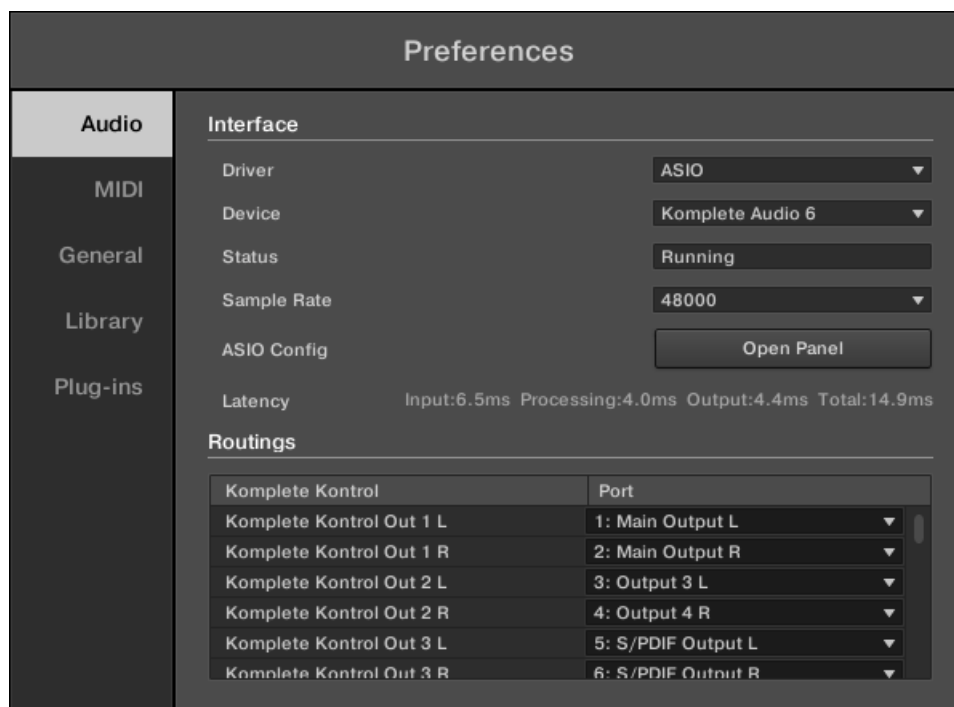 Preferences
Audio
MIDI
General
Library
Plug-ins
Interface
Driver ASIO
Device Komplete Audio 6
Status Running
Sample Rate 48000
ASIO Config Open Panel
Latency Input:6.5ms Processing:4.0ms Output:4.4ms Total:14.9ms
Routings
Komplete Kontrol Port
Komplete Kontrol Out 1 L 1: Main Output L
Komplete Kontrol Out 1 R 2: Main Output R
Komplete Kontrol Out 2 L 3: Output 3 L
Komplete Kontrol Out 2 R 4: Output 4 R
Komplete Kontrol Out 3 L 5: S/PDIF Output L
Komplete Kontrol Out 3 R 6: S/PDIF Output R